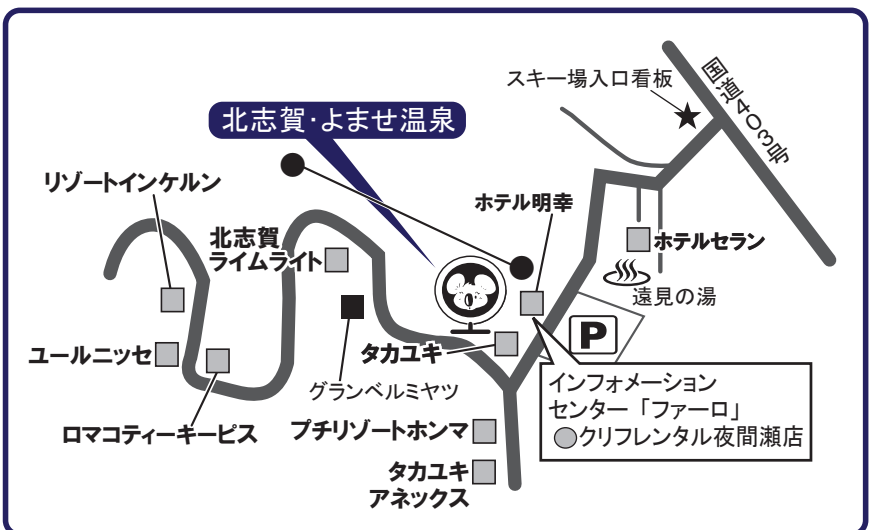 スキー場入口看板
国道403号
北志賀・よませ温泉
リゾートインケルン
ホテル明幸
北志賀
ライムライト
ホテルセラン
遠見の湯
P
ユールニッセ
タカユキ
グランベルミヤツ
インフォメーション
センター「ファーロ」
クリフレンタル夜間瀬店
ロマコティーキーピス
プチリゾートホンマ
タカユキ
アネックス